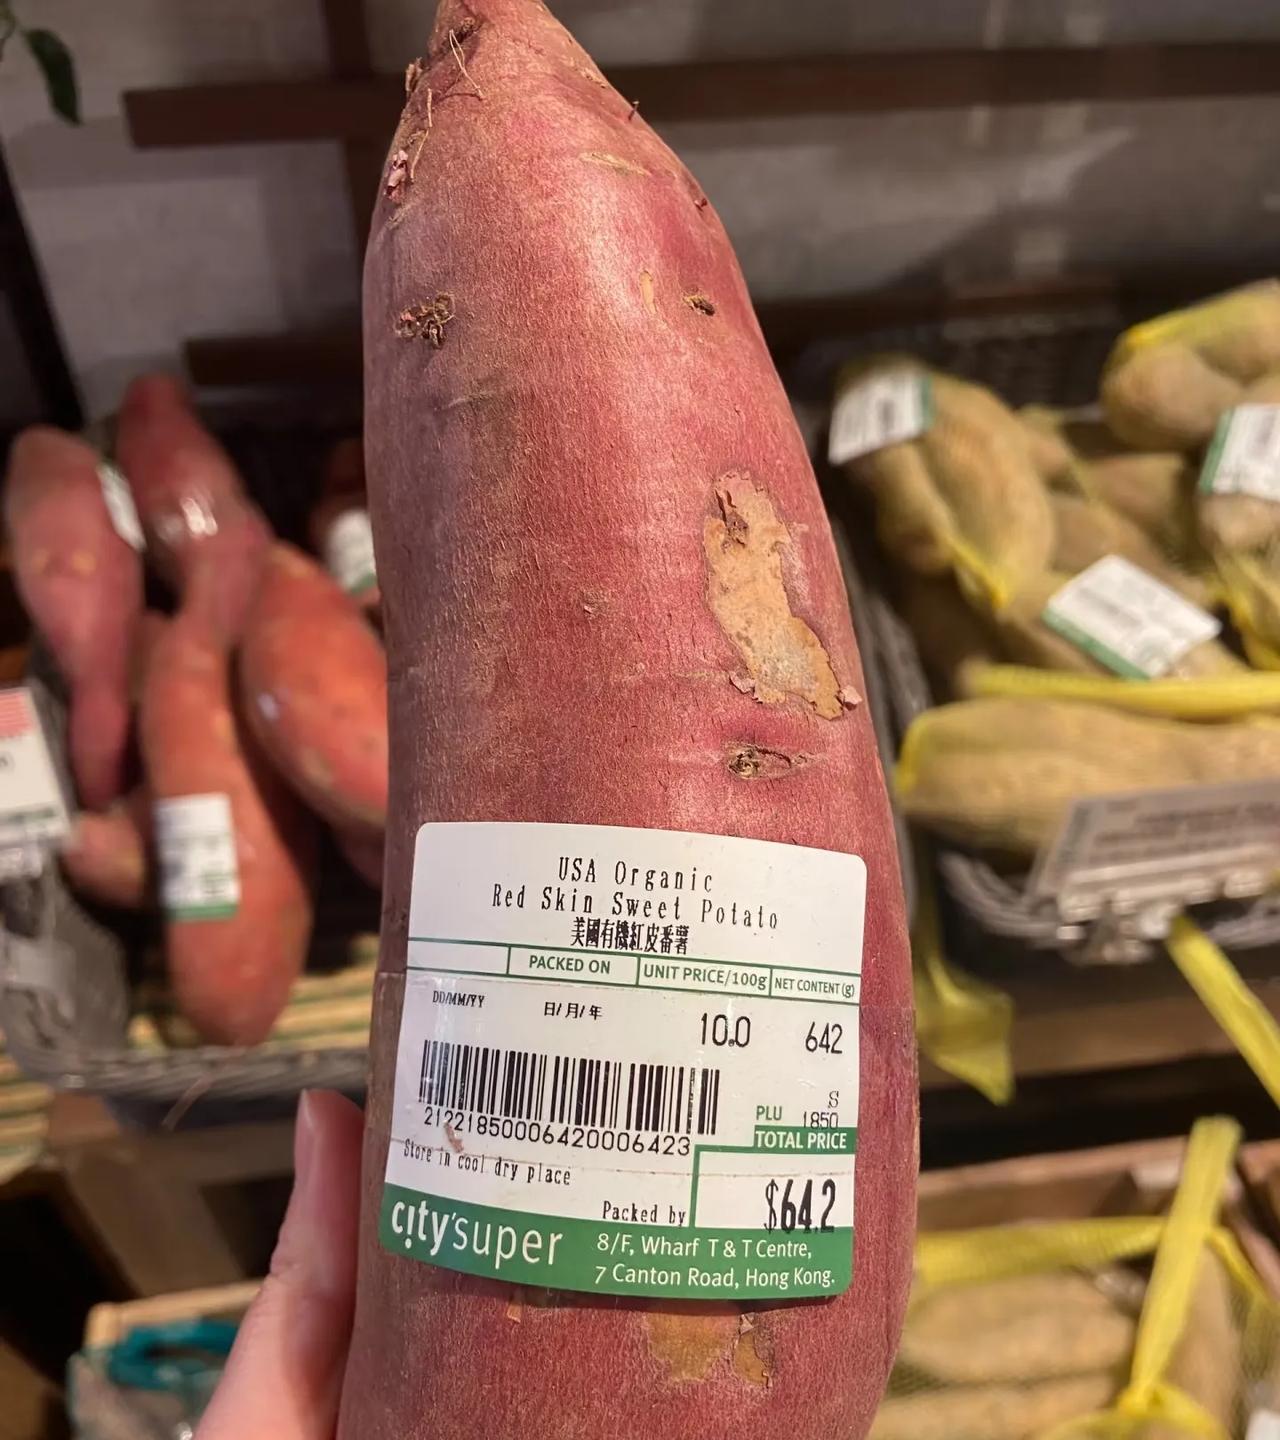 USA Organic
Red Skin Sweet Potato
美國有機紅皮番薯
PACKED ON UNIT PRICE/100g NET CONTENT (g)
DD/MM/YY 日/月/年
10.0 642
S
PLU 1850
21221850006420006423
TOTAL PRICE
Store in cool dry place
$64.2
Packed by
city'super
8/F, Wharf T & T Centre,
7 Canton Road, Hong Kong.